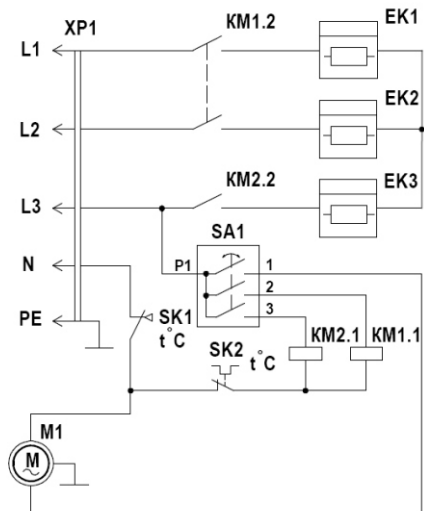 XP1
KM1.2
EK1
L1
L2
EK2
KM2.2
EK3
L3
SA1
N
P1
1
2
3
PE
SK1
t°C
SK2
t°C
KM2.1
KM1.1
M1
M